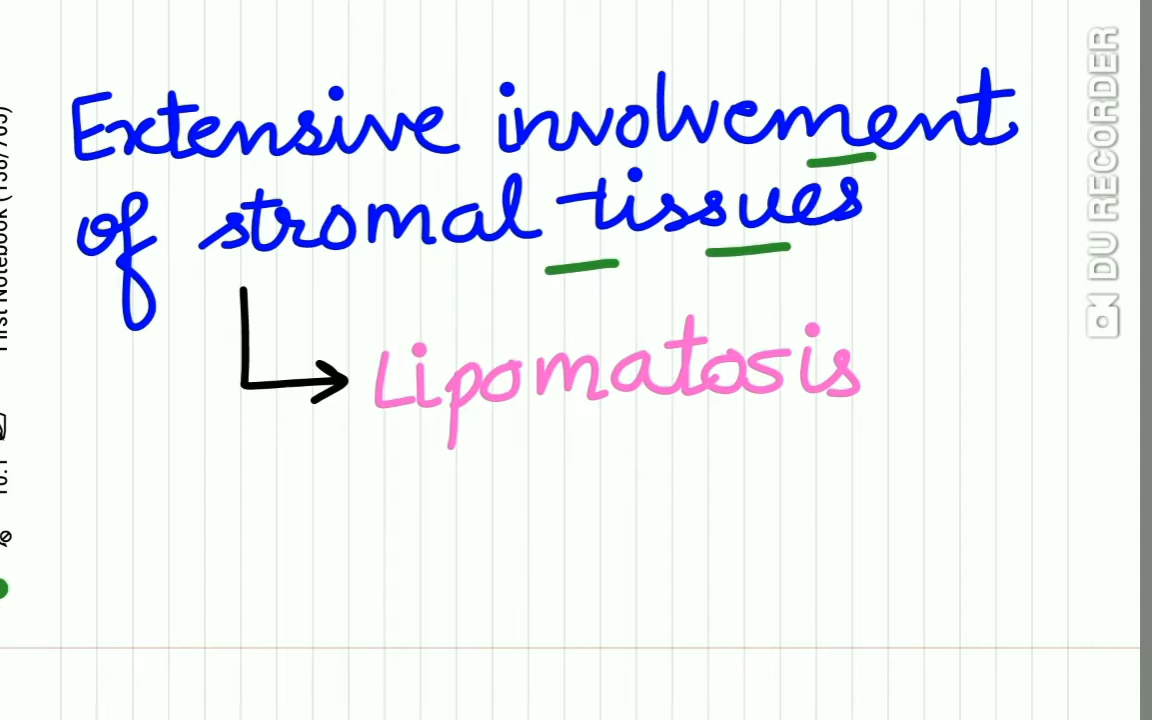 Extensive involvement
of stromal tissues
Lipomatosis
DU RECORDER